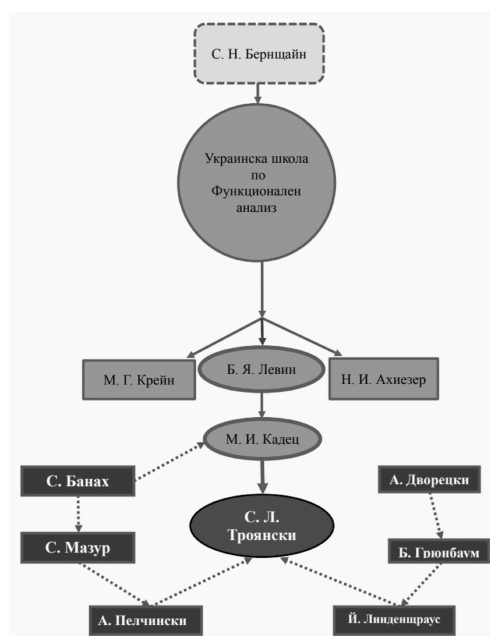 С. Н. Бернщайн
Украинска школа
по
Функционален
анализ
М. Г. Крейн
Б. Я. Левин
Н. И. Ахиезер
М. И. Кадец
С. Банах
А. Дворецки
С. Л.
Троянски
С. Мазур
Б. Грюнбаум
А. Пелчински
Й. Линденщраус